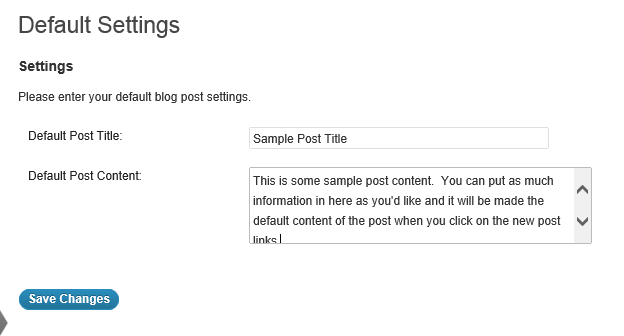 Default Settings
Settings
Please enter your default blog post settings.
Default Post Title:
Sample Post Title
Default Post Content:
This is some sample post content.  You can put as much
information in here as you'd like and it will be made the
default content of the post when you click on the new post
links.
Save Changes